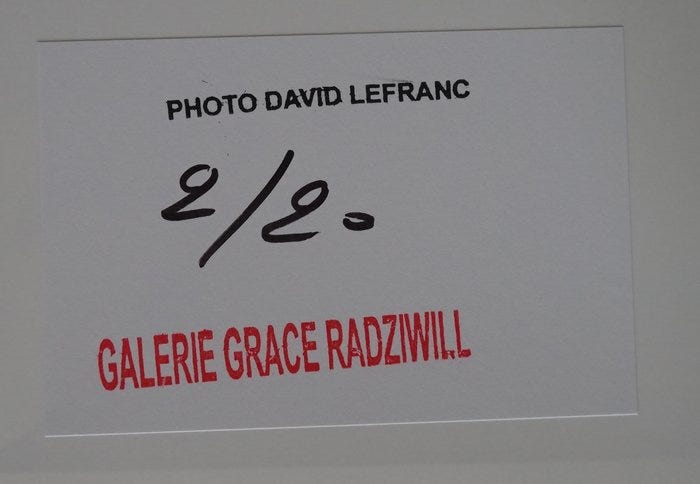 PHOTO DAVID LEFRANC
2/20
GALERIE GRACE RADZIWILL